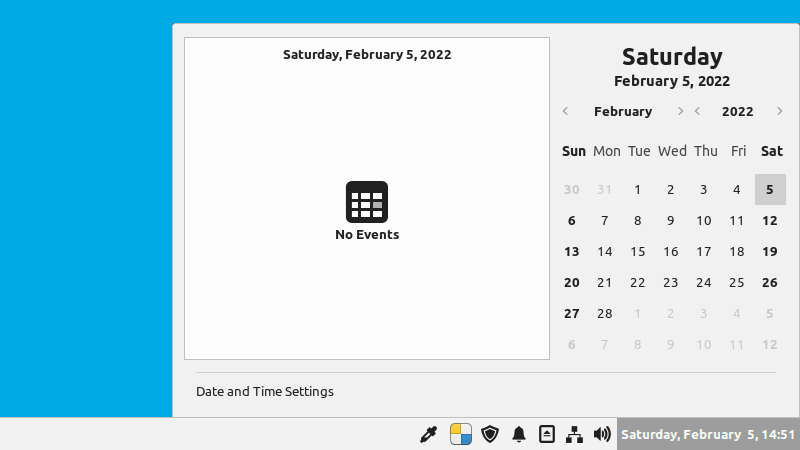 Saturday, February 5, 2022
No Events
Saturday
February 5, 2022
February 2022
Sun Mon Tue Wed Thu Fri Sat
30 31 1 2 3 4 5
6 7 8 9 10 11 12
13 14 15 16 17 18 19
20 21 22 23 24 25 26
27 28 1 2 3 4 5
6 7 8 9 10 11 12
Date and Time Settings
Saturday, February 5, 14:51